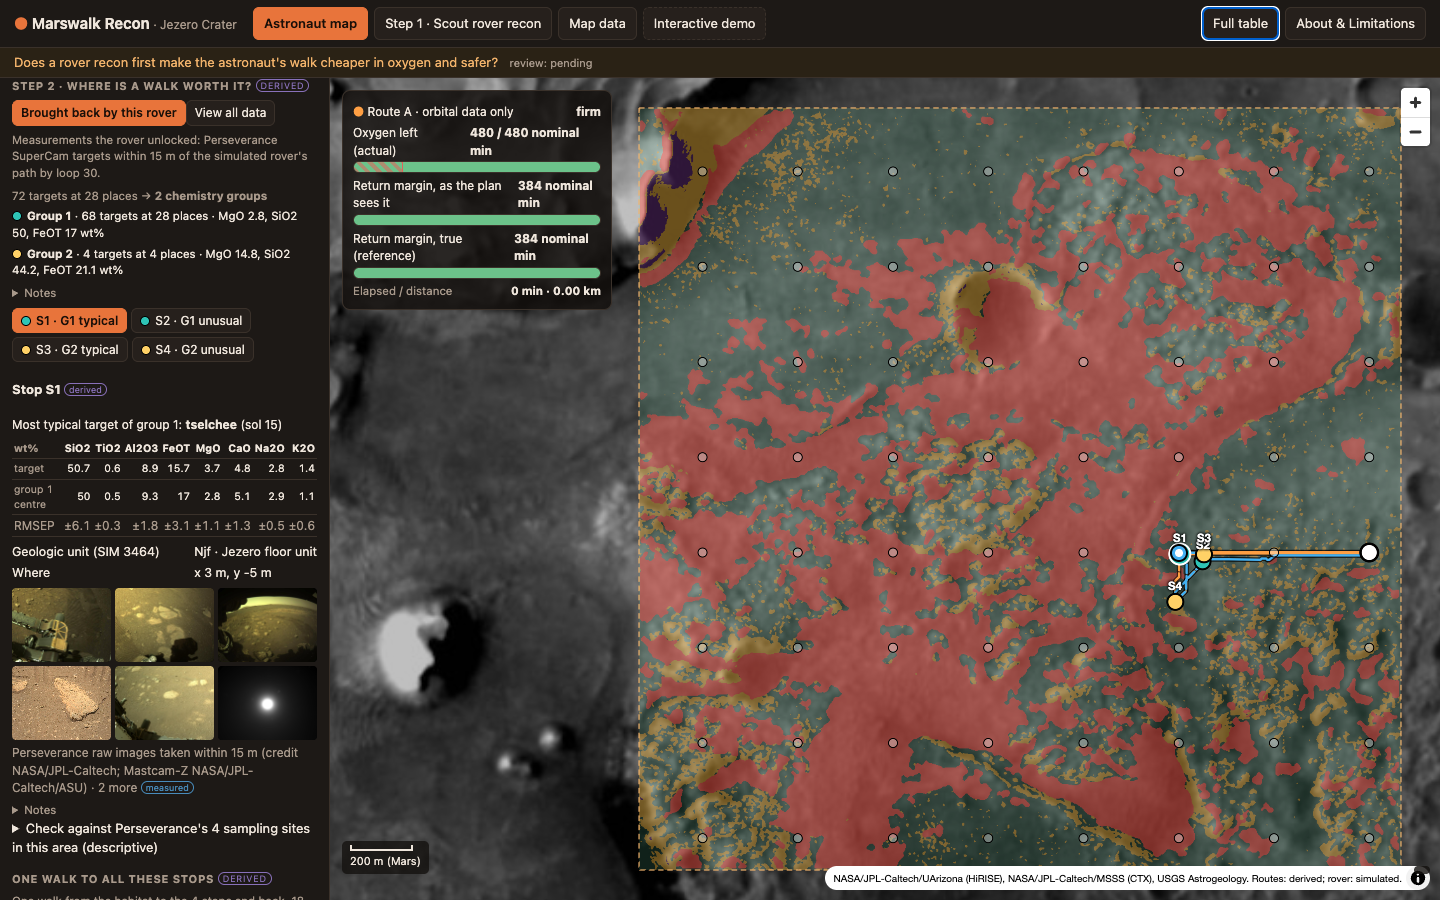 Marswalk Recon · Jezero Crater
Astronaut map
Step 1 · Scout rover recon
Map data
Interactive demo
Full table
About & Limitations
Does a rover recon first make the astronaut's walk cheaper in oxygen and safer? review: pending
STEP 2 · WHERE IS A WALK WORTH IT? DERIVED
Brought back by this rover
View all data
Measurements the rover unlocked: Perseverance
SuperCam targets within 15 m of the simulated rover's
path by loop 30.
72 targets at 28 places → 2 chemistry groups
Group 1 · 68 targets at 28 places · MgO 2.8, SiO2
50, FeOT 17 wt%
Group 2 · 4 targets at 4 places · MgO 14.8, SiO2
44.2, FeOT 21.1 wt%
▶ Notes
S1 · G1 typical
S2 · G1 unusual
S3 · G2 typical
S4 · G2 unusual
Stop S1 derived
Most typical target of group 1: tselchee (sol 15)
wt% SiO2 TiO2 Al2O3 FeOT MgO CaO Na2O K2O
target 50.7 0.6 8.9 15.7 3.7 4.8 2.8 1.4
group 1
centre 50 0.5 9.3 17 2.8 5.1 2.9 1.1
RMSEP ±6.1 ±0.3 ±1.8 ±3.1 ±1.1 ±1.3 ±0.5 ±0.6
Geologic unit (SIM 3464) Njf · Jezero floor unit
Where x 3 m, y -5 m
Perseverance raw images taken within 15 m (credit
NASA/JPL-Caltech; Mastcam-Z NASA/JPL-
Caltech/ASU) · 2 more measured
▶ Notes
▶ Check against Perseverance's 4 sampling sites
in this area (descriptive)
ONE WALK TO ALL THESE STOPS DERIVED
Route A · orbital data only firm
Oxygen left
(actual)
480 / 480 nominal
min
Return margin, as the plan
sees it
384 nominal
min
Return margin, true
(reference)
384 nominal
min
Elapsed / distance 0 min · 0.00 km
+
−
S1
S3
S2
S4
200 m (Mars)
NASA/JPL-Caltech/UArizona (HiRISE), NASA/JPL-Caltech/MSSS (CTX), USGS Astrogeology. Routes: derived; rover: simulated.